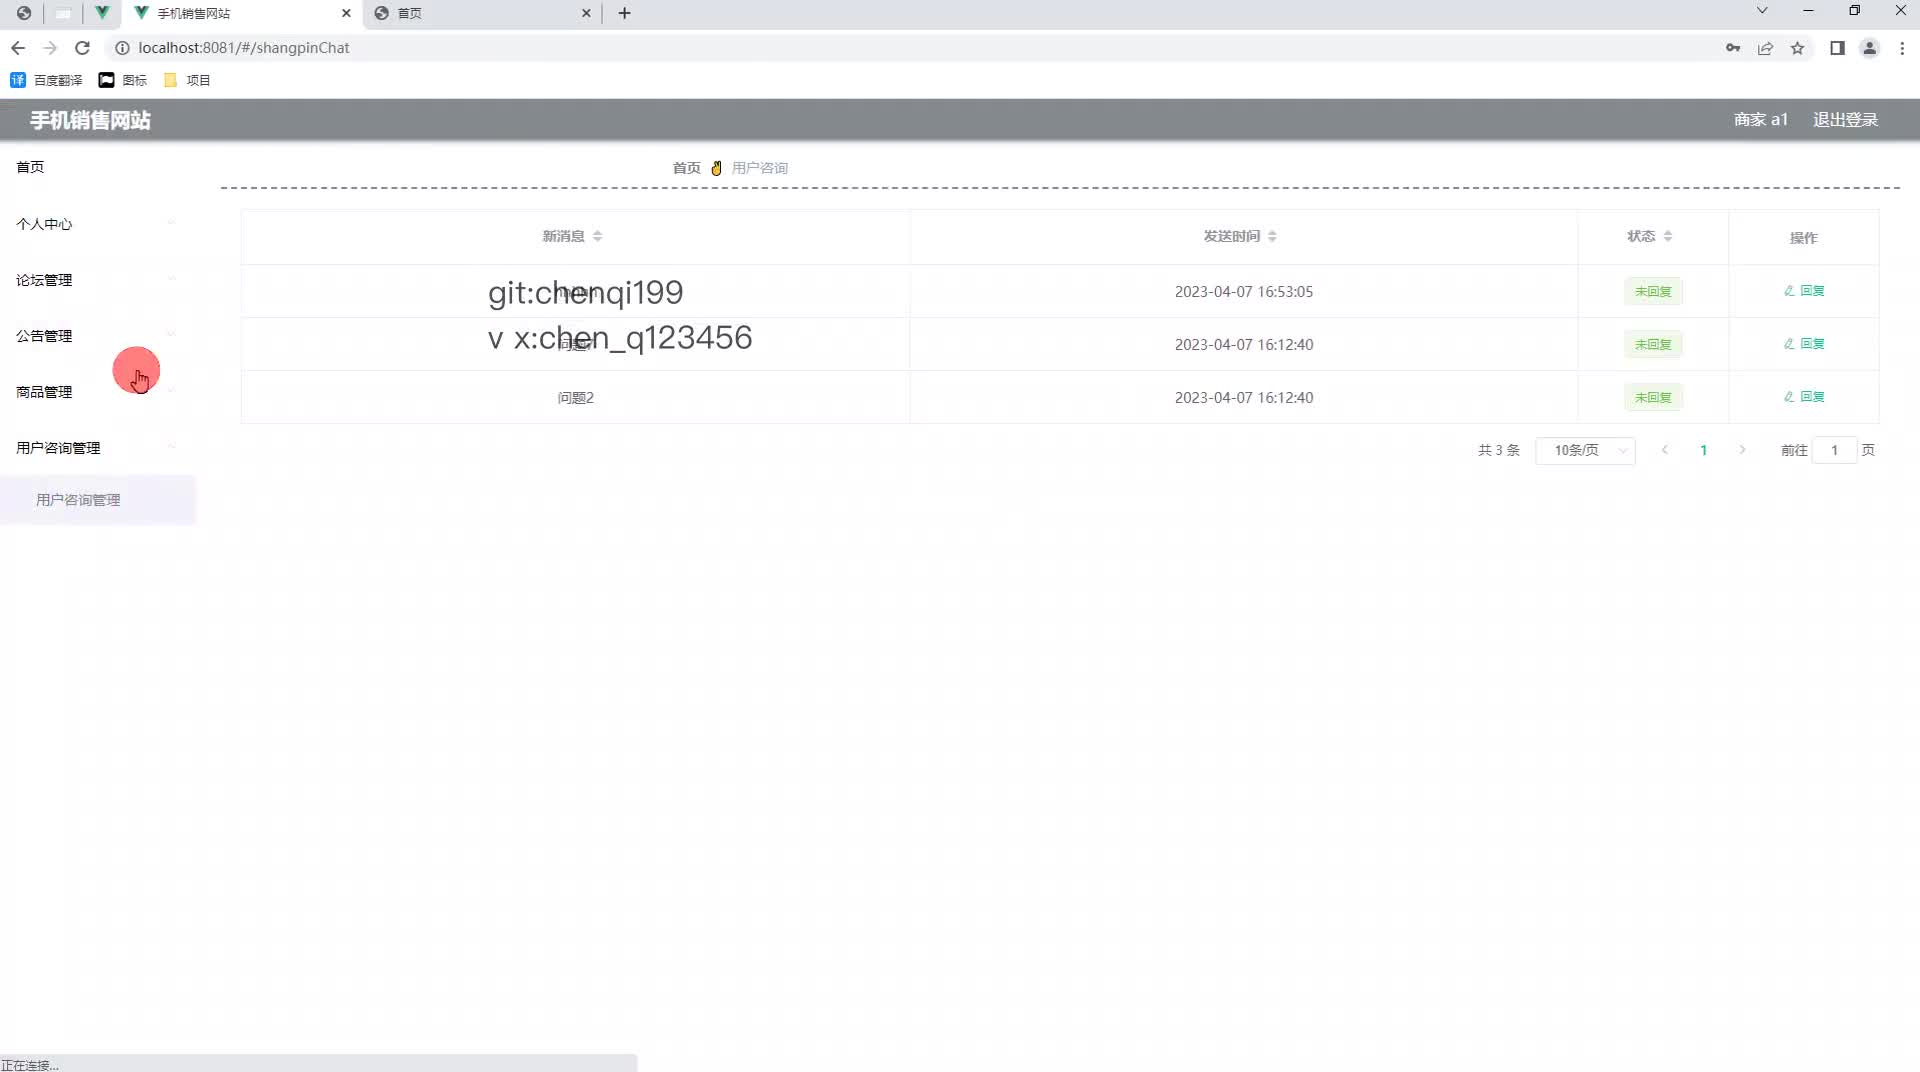 手机销售网站
首页
localhost:8081/#/shangpinChat
百度翻译
图标
项目
手机销售网站
商家 a1
退出登录
首页
个人中心
论坛管理
公告管理
商品管理
用户咨询管理
用户咨询管理
首页 ✌ 用户咨询
新消息 发送时间 状态 操作
2023-04-07 16:53:05 未回复 回复
2023-04-07 16:12:40 未回复 回复
问题2 2023-04-07 16:12:40 未回复 回复
git:chenqi199
v x:chen_q123456
共 3 条 10条/页 1 前往 1 页
正在连接...